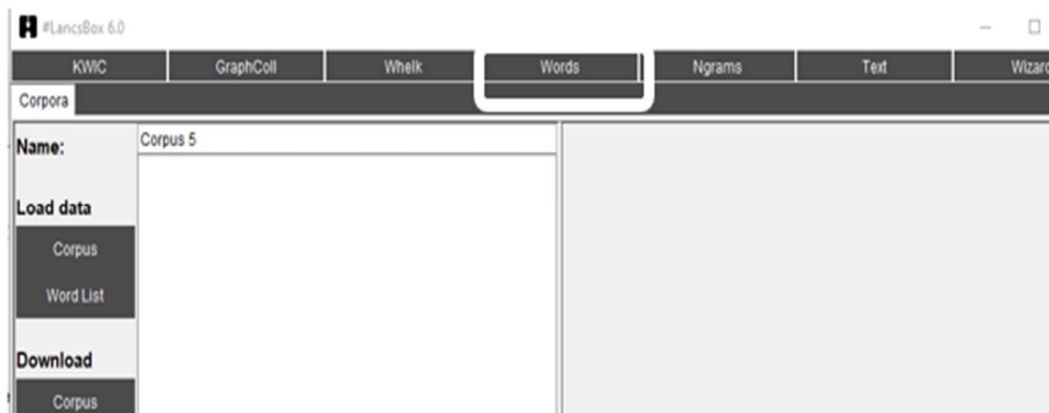 #LancsBox 6.0
KWIC GraphColl Whelk Words Ngrams Text Wizard
Corpora
Name: Corpus 5
Load data
Corpus
Word List
Download
Corpus